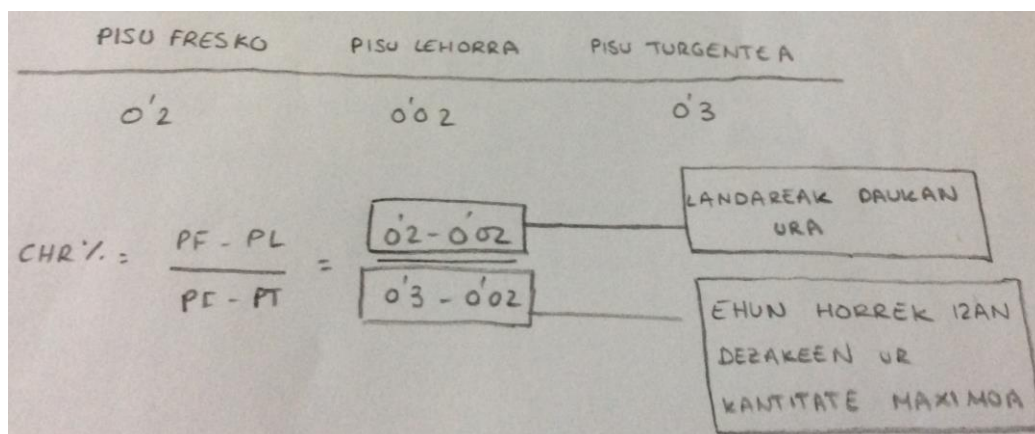 PISU FRESKO PISU LEHORRA PISU TURGENTEA
0'2 0'02 0'3
CHR%. = PF - PL / PT - PT = 0'2 - 0'02 / 0'3 - 0'02
LANDAREAK DAUKAN
URA
EHUN HORREK IZAN
DEZAKEEN UR
KANTITATE MAXIMOA